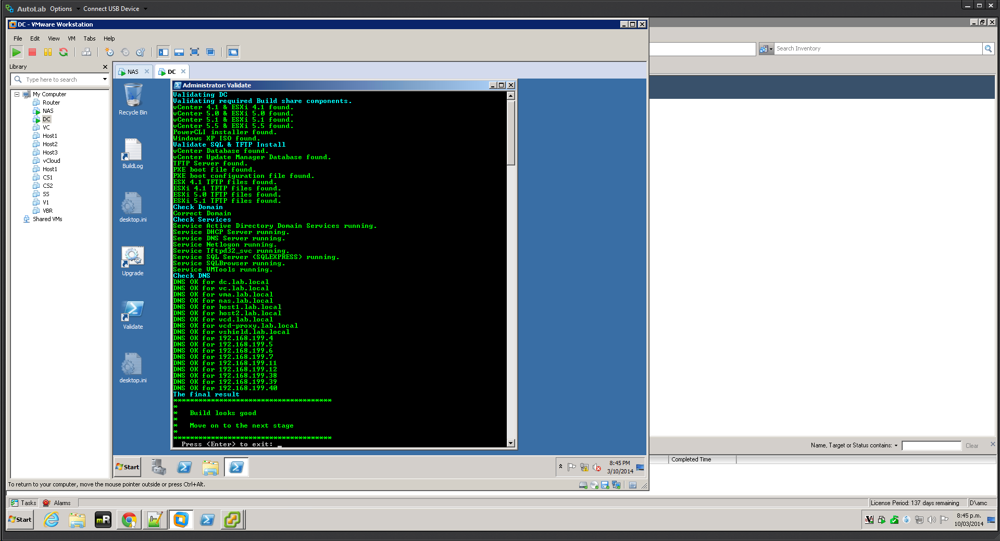 AutoLab Options Connect USB Device
DC - VMware Workstation
File Edit View VM Tabs Help
Search Inventory
Library
NAS
DC
Type here to search
My Computer
Router
NAS
DC
VC
Host1
Host2
Host3
vCloud
Host1
CS1
CS2
SS
V1
VBR
Shared VMs
Recycle Bin
BuildLog
desktop.ini
Upgrade
Validate
desktop.ini
Administrator: Validate
Validating DC
Validating required Build share components.
vCenter 4.1 & ESXi 4.1 found.
vCenter 5.0 & ESXi 5.0 found.
vCenter 5.1 & ESXi 5.1 found.
vCenter 5.5 & ESXi 5.5 found.
PowerCLI installer found.
Windows XP ISO found.
Validate SQL & TFTP Install
vCenter Database found.
vCenter Update Manager Database found.
TFTP Server found.
PXE boot file found.
PXE boot configuration file found.
ESX 4.1 TFTP files found.
ESXi 4.1 TFTP files found.
ESXi 5.0 TFTP files found.
ESXi 5.1 TFTP files found.
Check Domain
Correct Domain
Check Services
Service Active Directory Domain Services running.
Service DHCP Server running.
Service DNS Server running.
Service Netlogon running.
Service Tftpd32_svc running.
Service SQL Server (SQLEXPRESS) running.
Service SQLBrowser running.
Service VMTools running.
Check DNS
DNS OK for dc.lab.local
DNS OK for vc.lab.local
DNS OK for vma.lab.local
DNS OK for nas.lab.local
DNS OK for host1.lab.local
DNS OK for host2.lab.local
DNS OK for vcd.lab.local
DNS OK for vcd-proxy.lab.local
DNS OK for vshield.lab.local
DNS OK for 192.168.199.4
DNS OK for 192.168.199.5
DNS OK for 192.168.199.6
DNS OK for 192.168.199.7
DNS OK for 192.168.199.11
DNS OK for 192.168.199.12
DNS OK for 192.168.199.38
DNS OK for 192.168.199.39
DNS OK for 192.168.199.40
The final result
**************************************
*
* Build looks good
*
* Move on to the next stage
*
**************************************
Press <Enter> to exit: _
Name, Target or Status contains: Clear
Completed Time
Start
8:45 PM
3/10/2014
To return to your computer, move the mouse pointer outside or press Ctrl+Alt.
Tasks Alarms
License Period: 137 days remaining D\amc
Start
mR
8:45 p.m.
10/03/2014